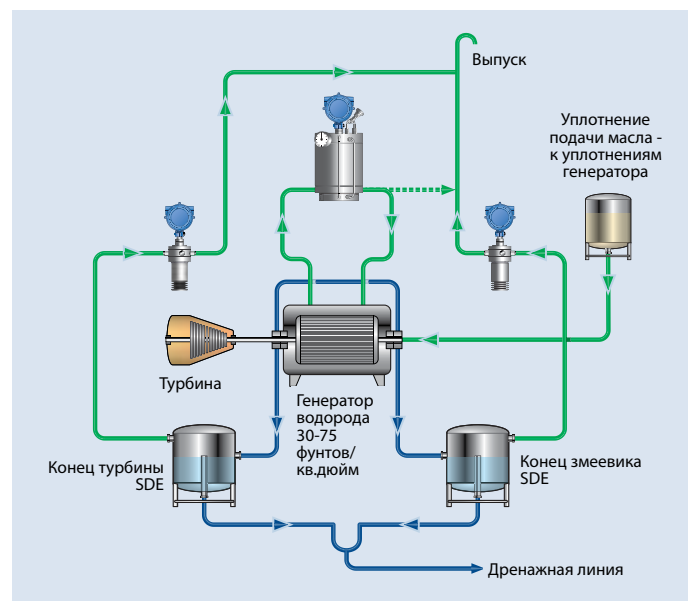 Выпуск
Уплотнение
подачи масла -
к уплотнениям
генератора
Турбина
Генератор
водорода
30-75
фунтов/
кв.дюйм
Конец турбины
SDE
Конец змеевика
SDE
Дренажная линия